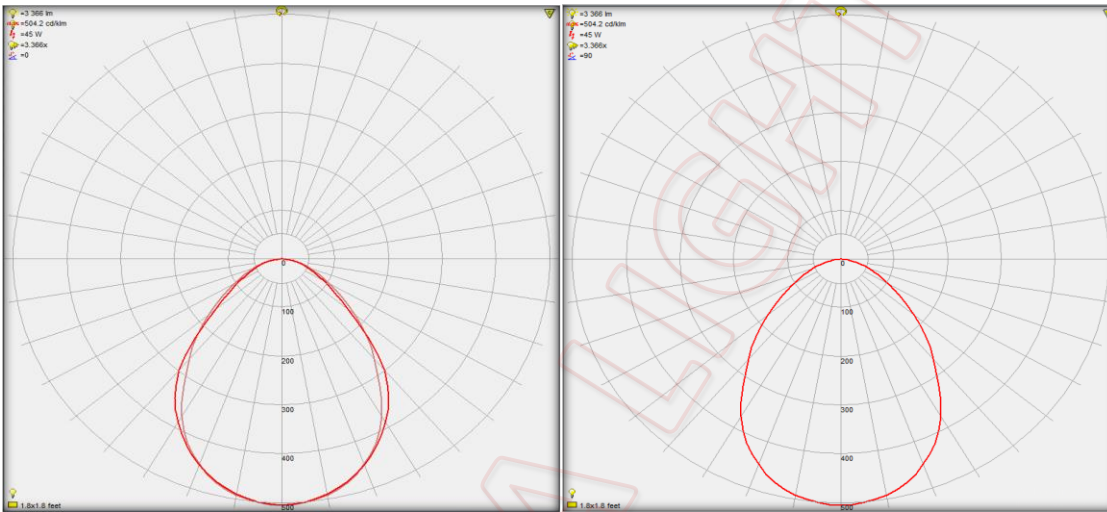 =3 366 lm
=504.2 cd/klm
=45 W
=3.366x
=0
0
100
200
300
400
500
1.8x1.8 feet
=3 366 lm
=504.2 cd/klm
=45 W
=3.366x
=90
0
100
200
300
400
500
1.8x1.8 feet
LIGHT